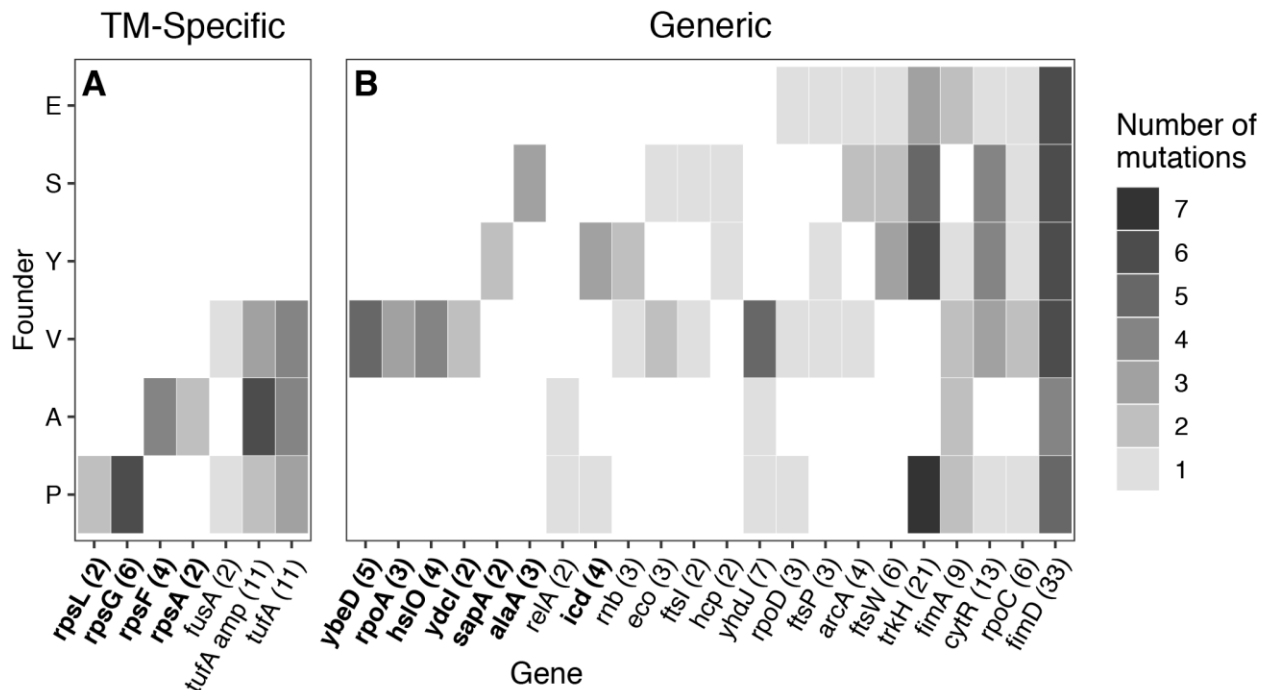 TM-Specific
Generic
A
B
Founder
E
S
Y
V
A
P
rpsL (2)
rpsG (6)
rpsF (4)
rpsA (2)
fusA (2)
tufA amp (11)
tufA (11)
ybeD (5)
rpoA (3)
hslO (4)
ydcI (2)
sapA (2)
alaA (3)
relA (2)
icd (4)
rnb (3)
eco (3)
ftsI (2)
hcp (2)
yhdJ (7)
rpoD (3)
ftsP (3)
arcA (4)
ftsW (6)
trkH (21)
fimA (9)
cytR (13)
rpoC (6)
fimD (33)
Gene
Number of
mutations
7
6
5
4
3
2
1